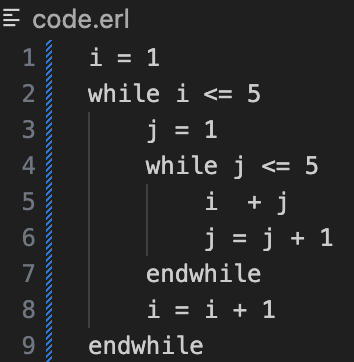 code.erl
1 i = 1
2 while i <= 5
3     j = 1
4     while j <= 5
5         i  + j
6         j = j + 1
7     endwhile
8     i = i + 1
9 endwhile